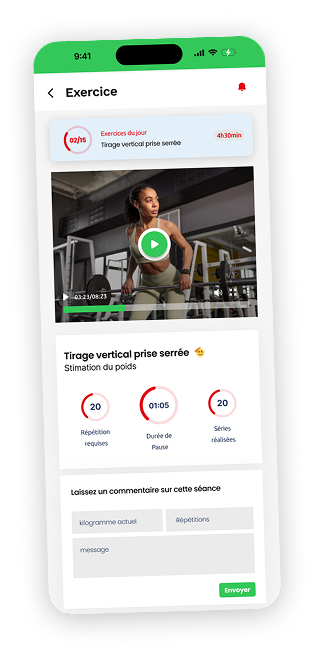 9:41
Exercice
02/15
Exercices du jour
Tirage vertical prise serrée
4h30min
03:23/08:23
Tirage vertical prise serrée
Stimation du poids
20
01:05
20
Répétition
requises
Durée de
Pause
Séries
réalisées
Laissez un commentaire sur cette séance
kilogramme actuel
Répétitions
message
Envoyer